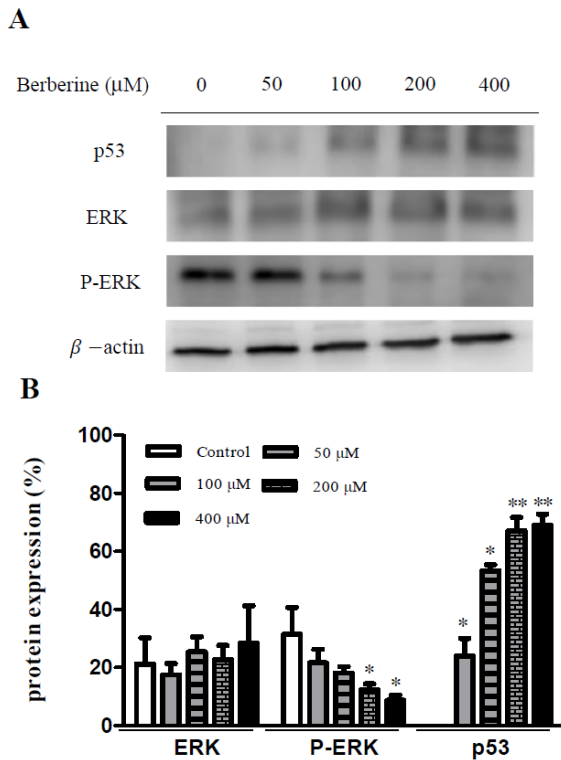 A
Berberine (μM) 0 50 100 200 400
p53
ERK
P-ERK
β −actin
B
protein expression (%)
100
80
60
40
20
0
Control
50 μM
100 μM
200 μM
400 μM
* *
* * ** **
ERK P-ERK p53